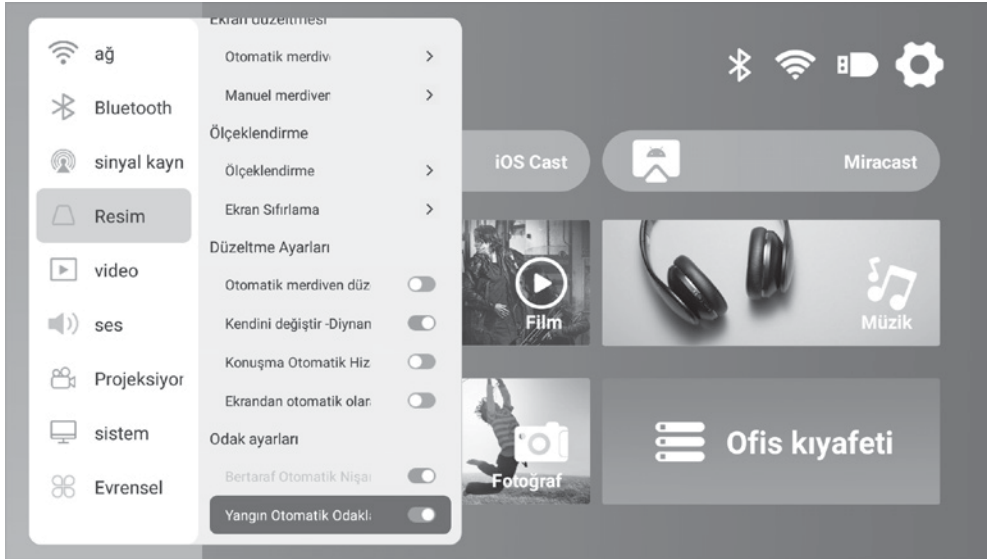 Ekran düzeltmesi
ağ
Otomatik merdiv
Manuel merdiver
Bluetooth
Ölçeklendirme
sinyal kayn
Ölçeklendirme
iOS Cast
Miracast
Resim
Ekran Sıfırlama
Düzeltme Ayarları
video
Otomatik merdiven düz
ses
Kendini değiştir -Diynan
Film
Müzik
Konuşma Otomatik Hiz
Projeksiyor
Ekrandan otomatik olar
sistem
Odak ayarları
Ofis kıyafeti
Bertaraf Otomatik Nişa
Fotoğraf
Evrensel
Yangın Otomatik Odakl